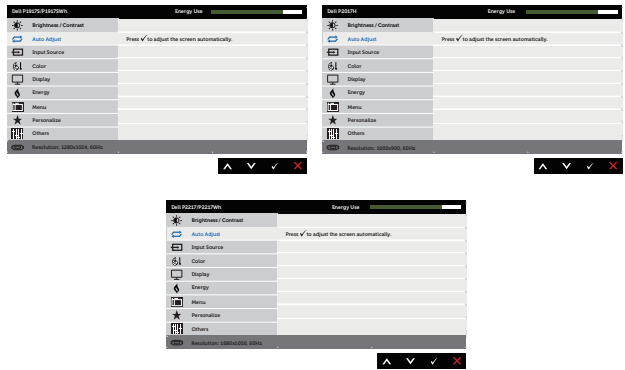 Dell P1917S/P1917SWh
Energy Use
Brightness / Contrast
Auto Adjust
Press ✓ to adjust the screen automatically.
Input Source
Color
Display
Energy
Menu
Personalize
Others
Resolution: 1280x1024, 60Hz
Dell P2017H
Energy Use
Brightness / Contrast
Auto Adjust
Press ✓ to adjust the screen automatically.
Input Source
Color
Display
Energy
Menu
Personalize
Others
Resolution: 1600x900, 60Hz
Dell P2217/P2217Wh
Energy Use
Brightness / Contrast
Auto Adjust
Press ✓ to adjust the screen automatically.
Input Source
Color
Display
Energy
Menu
Personalize
Others
Resolution: 1680x1050, 60Hz